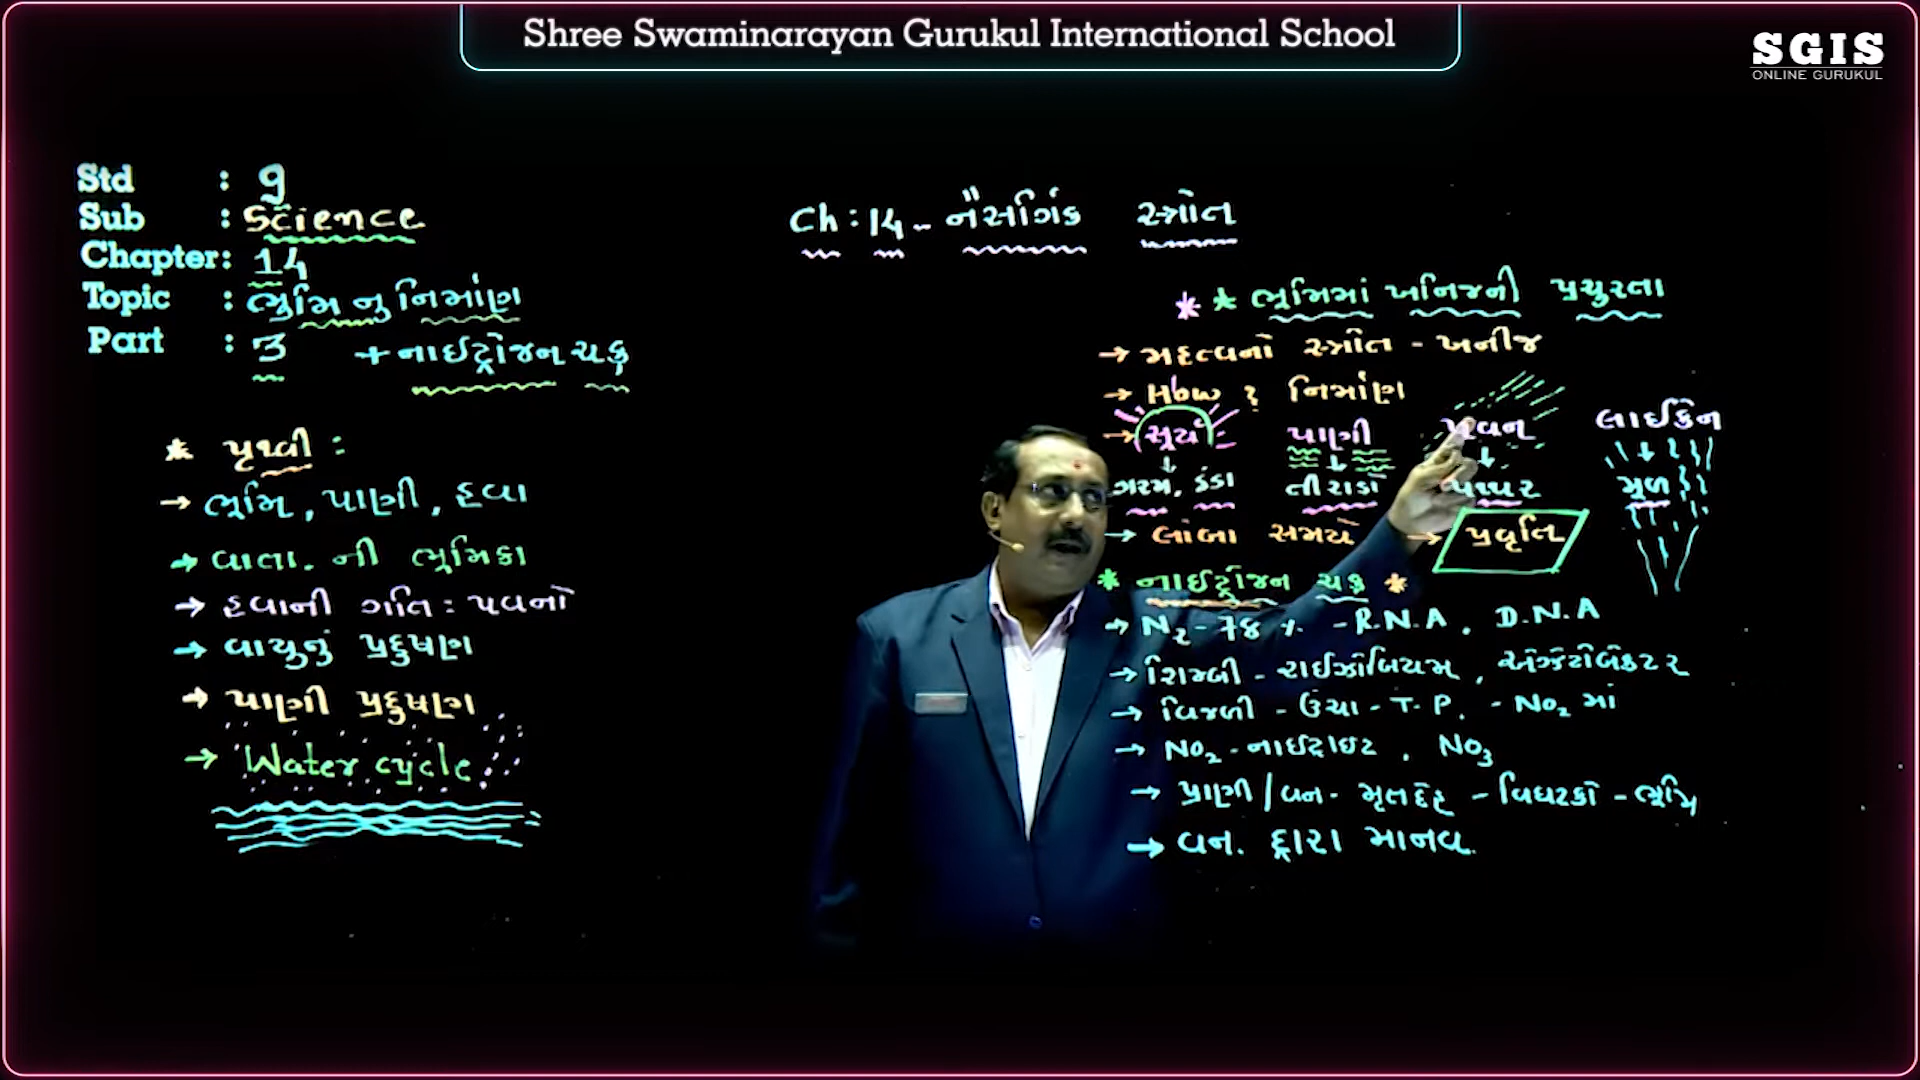 Shree Swaminarayan Gurukul International School
SGIS
ONLINE GURUKUL
Std : 9
Sub : Science
Chapter: 14
Topic : ભુમિ નુ નિર્માણ
Part : 3 + નાઈટ્રોજન ચક્ર
* પૃથ્વી :
→ ભૂમિ, પાણી, હવા
→ વાતા. ની ભૂમિકા
→ હવાની ગતિ : પવનો
→ વાયુનું પ્રદુષણ
→ પાણી પ્રદુષણ
→ Water cycle
Ch : 14 - નૈસર્ગિક સ્ત્રોત
* * ભૂમિમાં ખનિજની પ્રચુરતા
→ મહત્વનો સ્ત્રોત - ખનીજ
→ How ? નિર્માણ
→ સૂર્ય પાણી પવન લાઈકેન
↓ ↓ ↓ ↓
ગરમ, ઠંડા તીરાડો પથ્થર મૂળ
→ લાંબા સમયે → પ્રવૃતિ
* નાઈટ્રોજન ચક્ર *
→ N₂ - 78 % - R.N.A, D.N.A
→ શિમ્બી - રાઈઝોબિયમ, એઝેટોબેકટર
→ વિજળી - ઉંચા - T. P. - NO₂ માં
→ NO₂ - નાઈટ્રાઇટ, NO₃
→ પ્રાણી / વન - મૃતદેહ - વિઘટકો - ભૂમિ
→ વન. દ્વારા માનવ.